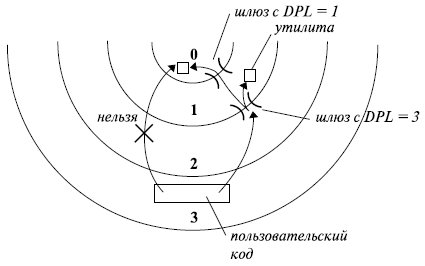 шлюз с DPL = 1
утилита
0
1
нельзя
шлюз с DPL = 3
2
3
пользовательский
код